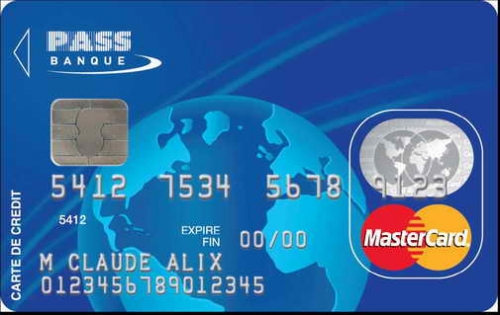 PASS
BANQUE
CARTE DE CREDIT
5412 7534 5678 9123
5412
EXPIRE
FIN 00/00
MasterCard
M CLAUDE ALIX
0123456789012345